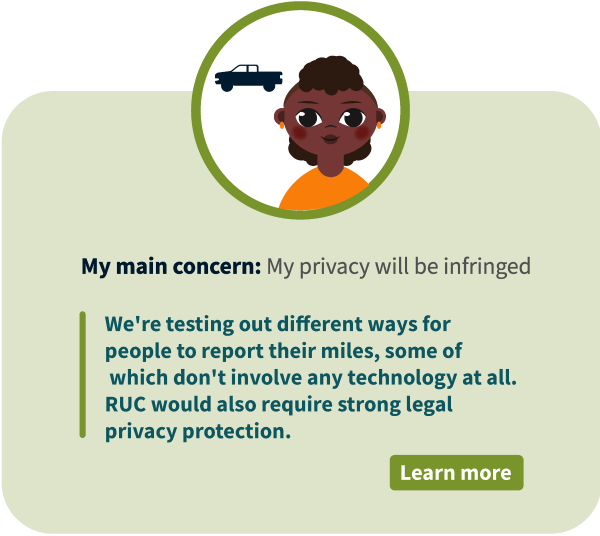 My main concern: My privacy will be infringed
We're testing out different ways for
people to report their miles, some of
which don't involve any technology at all.
RUC would also require strong legal
privacy protection.
Learn more